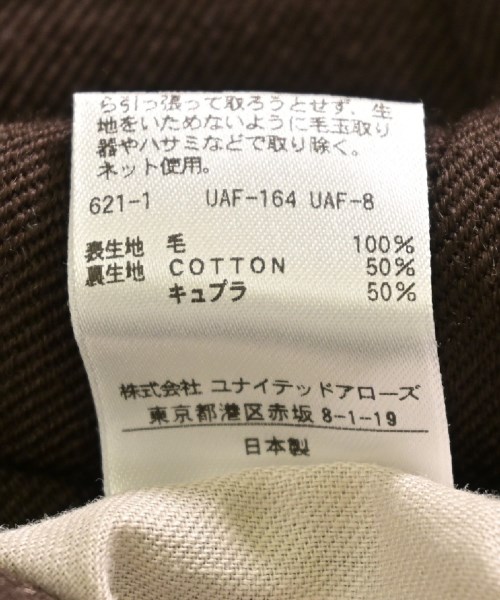 ら引っ張って取ろうとせず、生
地をいためないように毛玉取り
器やハサミなどで取り除く。
ネット使用。
621-1 UAF-164 UAF-8
表生地 毛 100%
裏生地 COTTON 50%
キュプラ 50%
株式会社 ユナイテッドアローズ
東京都港区赤坂 8-1-19
日本製